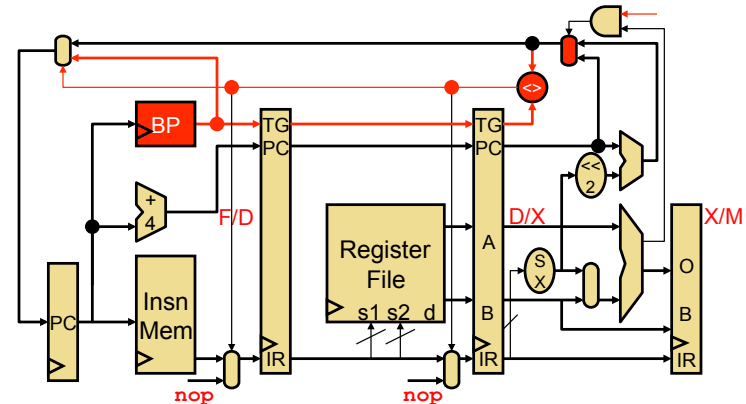 <>
BP
TG
PC
TG
PC
<<
2
+
4
F/D
D/X
X/M
Register
File
A
S
X
O
PC
Insn
Mem
s1 s2 d
B
B
IR
IR
IR
nop
nop